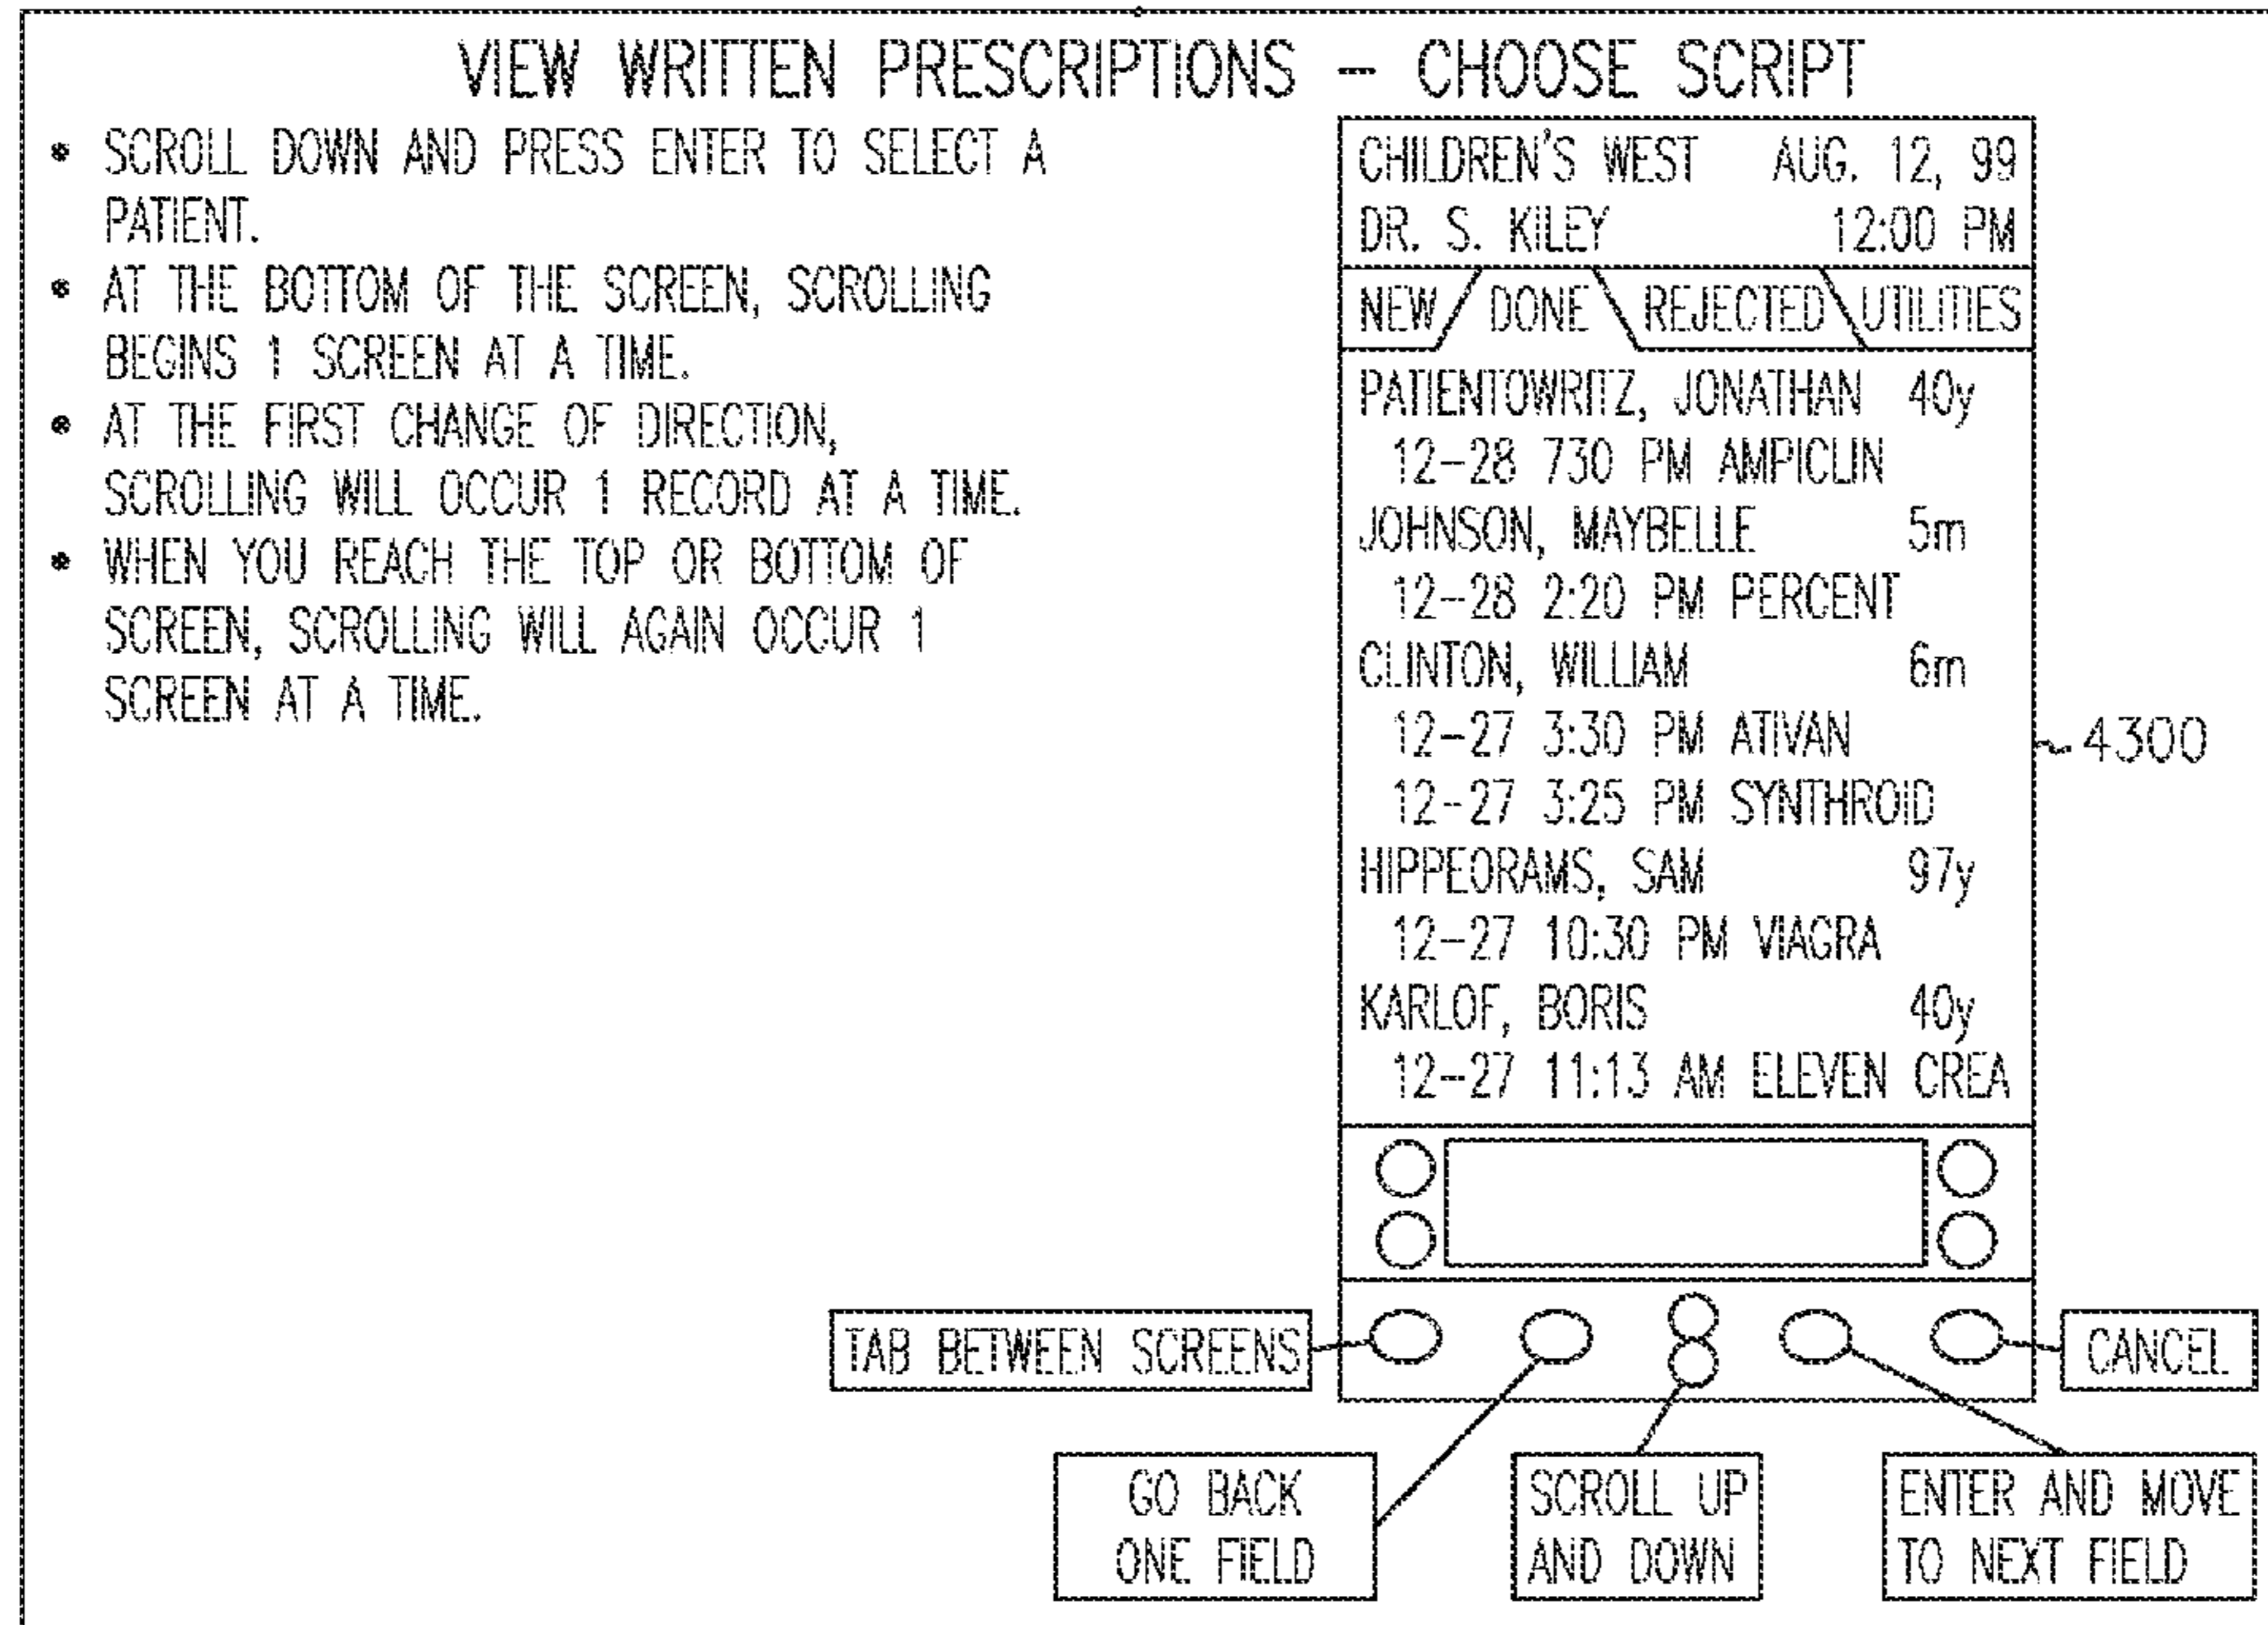 VIEW WRITTEN PRESCRIPTIONS – CHOOSE SCRIPT
• SCROLL DOWN AND PRESS ENTER TO SELECT A
PATIENT.
• AT THE BOTTOM OF THE SCREEN, SCROLLING
BEGINS 1 SCREEN AT A TIME.
• AT THE FIRST CHANGE OF DIRECTION,
SCROLLING WILL OCCUR 1 RECORD AT A TIME.
• WHEN YOU REACH THE TOP OR BOTTOM OF
SCREEN, SCROLLING WILL AGAIN OCCUR 1
SCREEN AT A TIME.
CHILDREN'S WEST AUG. 12, 99
DR. S. KILEY 12:00 PM
NEW DONE REJECTED UTILITIES
PATIENTOWRITZ, JONATHAN 40y
12-28 730 PM AMPICLIN
JOHNSON, MAYBELLE 5m
12-28 2:20 PM PERCENT
CLINTON, WILLIAM 6m
12-27 3:30 PM ATIVAN
12-27 3:25 PM SYNTHROID
HIPPEORAMS, SAM 97y
12-27 10:30 PM VIAGRA
KARLOF, BORIS 40y
12-27 11:13 AM ELEVEN CREA
4300
TAB BETWEEN SCREENS
CANCEL
GO BACK
ONE FIELD
SCROLL UP
AND DOWN
ENTER AND MOVE
TO NEXT FIELD